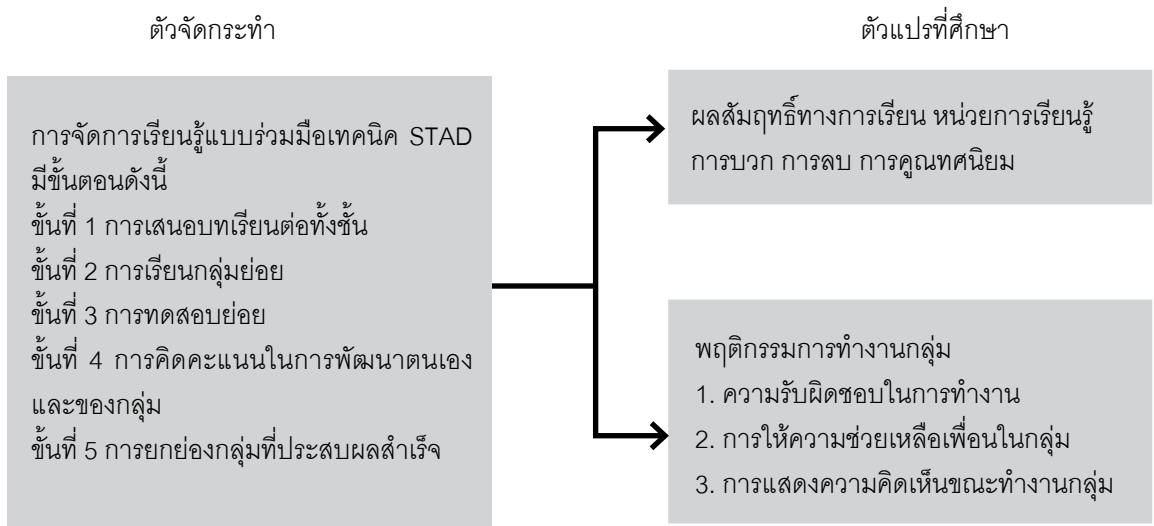 ตัวจัดกระทำ
การจัดการเรียนรู้แบบร่วมมือเทคนิค STAD
มีขั้นตอนดังนี้
ขั้นที่ 1 การเสนอบทเรียนต่อทั้งชั้น
ขั้นที่ 2 การเรียนกลุ่มย่อย
ขั้นที่ 3 การทดสอบย่อย
ขั้นที่ 4 การคิดคะแนนในการพัฒนาตนเอง
และของกลุ่ม
ขั้นที่ 5 การยกย่องกลุ่มที่ประสบผลสำเร็จ
ตัวแปรที่ศึกษา
ผลสัมฤทธิ์ทางการเรียน หน่วยการเรียนรู้
การบวก การลบ การคูณทศนิยม
พฤติกรรมการทำงานกลุ่ม
1. ความรับผิดชอบในการทำงาน
2. การให้ความช่วยเหลือเพื่อนในกลุ่ม
3. การแสดงความคิดเห็นขณะทำงานกลุ่ม